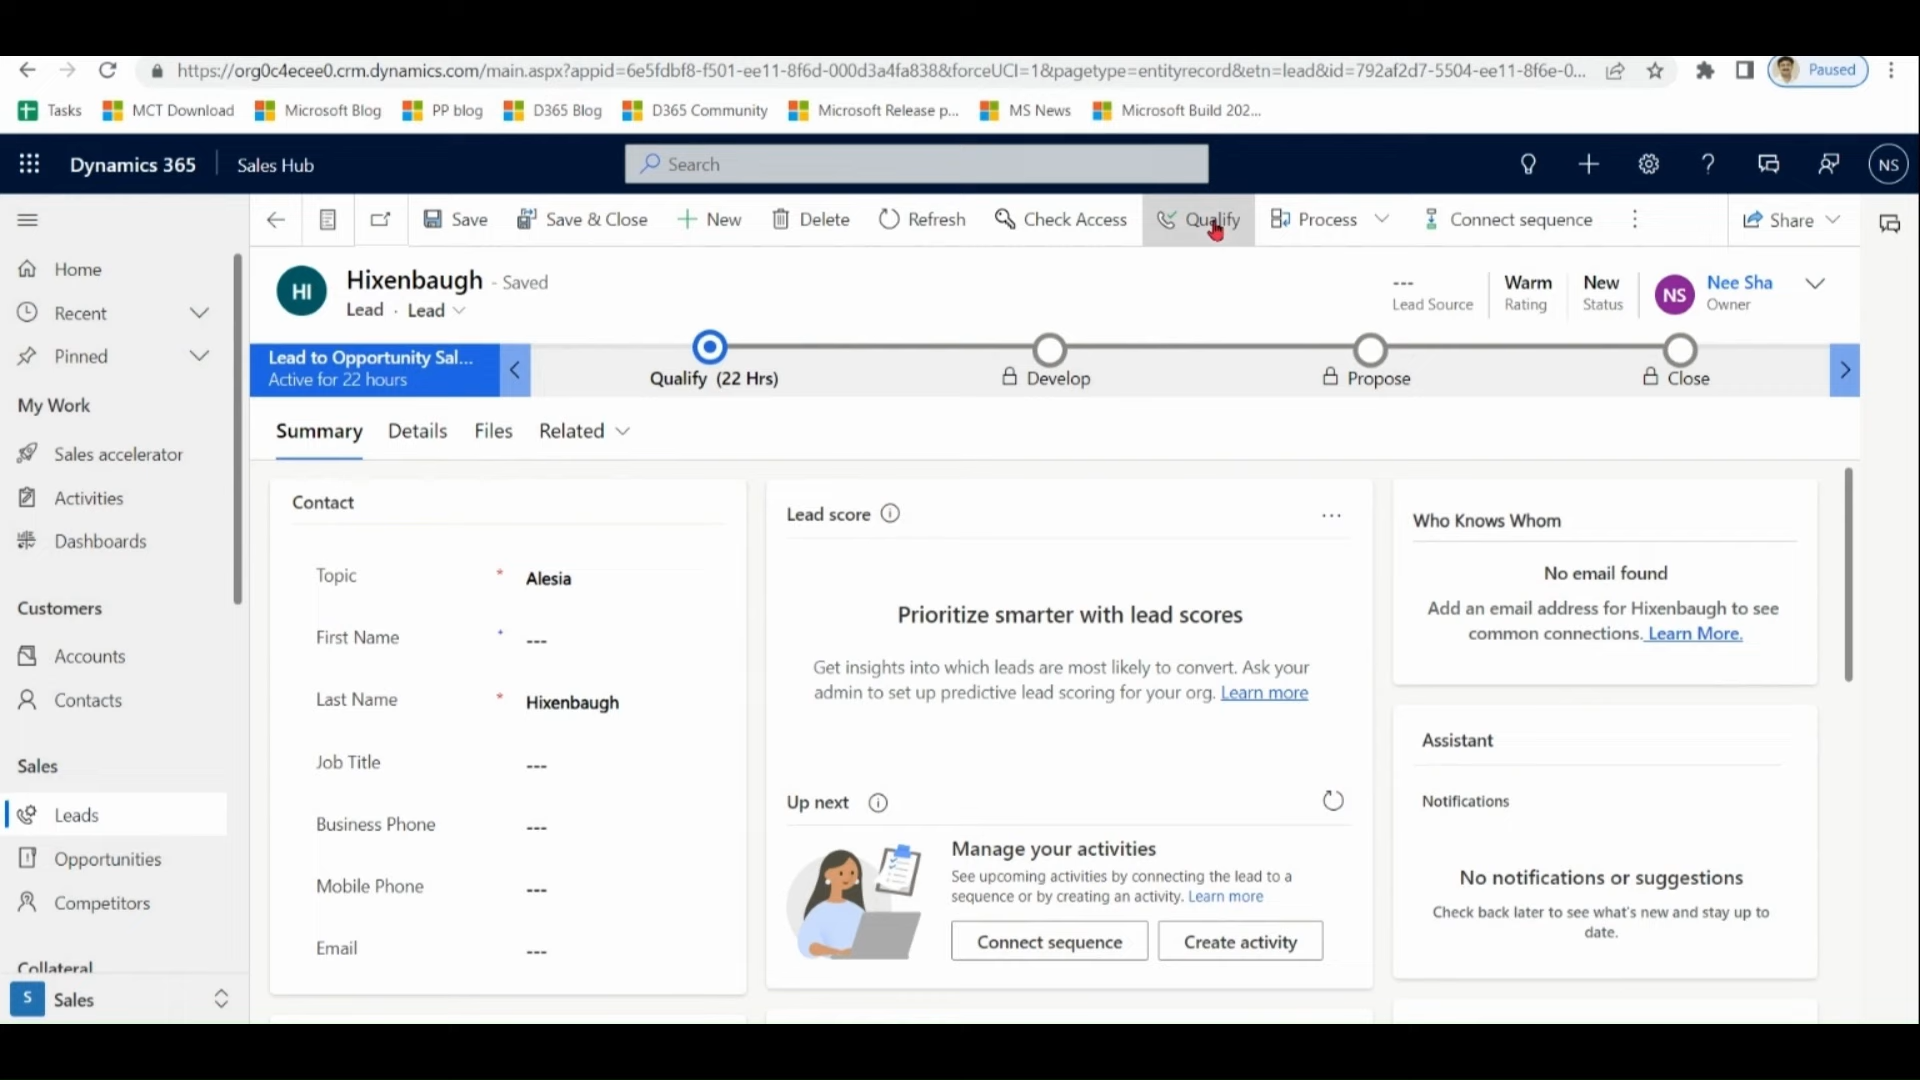 https://org0c4ecee0.crm.dynamics.com/main.aspx?appid=6e5fdbf8-f501-ee11-8f6d-000d3a4fa838&forceUCI=1&pagetype=entityrecord&etn=lead&id=792af2d7-5504-ee11-8f6e-0...
Paused
Tasks
MCT Download
Microsoft Blog
PP blog
D365 Blog
D365 Community
Microsoft Release p...
MS News
Microsoft Build 202...
Dynamics 365
Sales Hub
Search
NS
Save
Save & Close
New
Delete
Refresh
Check Access
Qualify
Process
Connect sequence
Share
Home
Recent
Pinned
My Work
Sales accelerator
Activities
Dashboards
Customers
Accounts
Contacts
Sales
Leads
Opportunities
Competitors
Collateral
S
Sales
HI
Hixenbaugh - Saved
Lead · Lead
---
Lead Source
Warm
Rating
New
Status
NS
Nee Sha
Owner
Lead to Opportunity Sal...
Active for 22 hours
Qualify (22 Hrs)
Develop
Propose
Close
Summary
Details
Files
Related
Contact
Topic * Alesia
First Name + ---
Last Name * Hixenbaugh
Job Title ---
Business Phone ---
Mobile Phone ---
Email ---
Lead score
Prioritize smarter with lead scores
Get insights into which leads are most likely to convert. Ask your
admin to set up predictive lead scoring for your org. Learn more
Up next
Manage your activities
See upcoming activities by connecting the lead to a
sequence or by creating an activity. Learn more
Connect sequence
Create activity
Who Knows Whom
No email found
Add an email address for Hixenbaugh to see
common connections. Learn More.
Assistant
Notifications
No notifications or suggestions
Check back later to see what's new and stay up to
date.